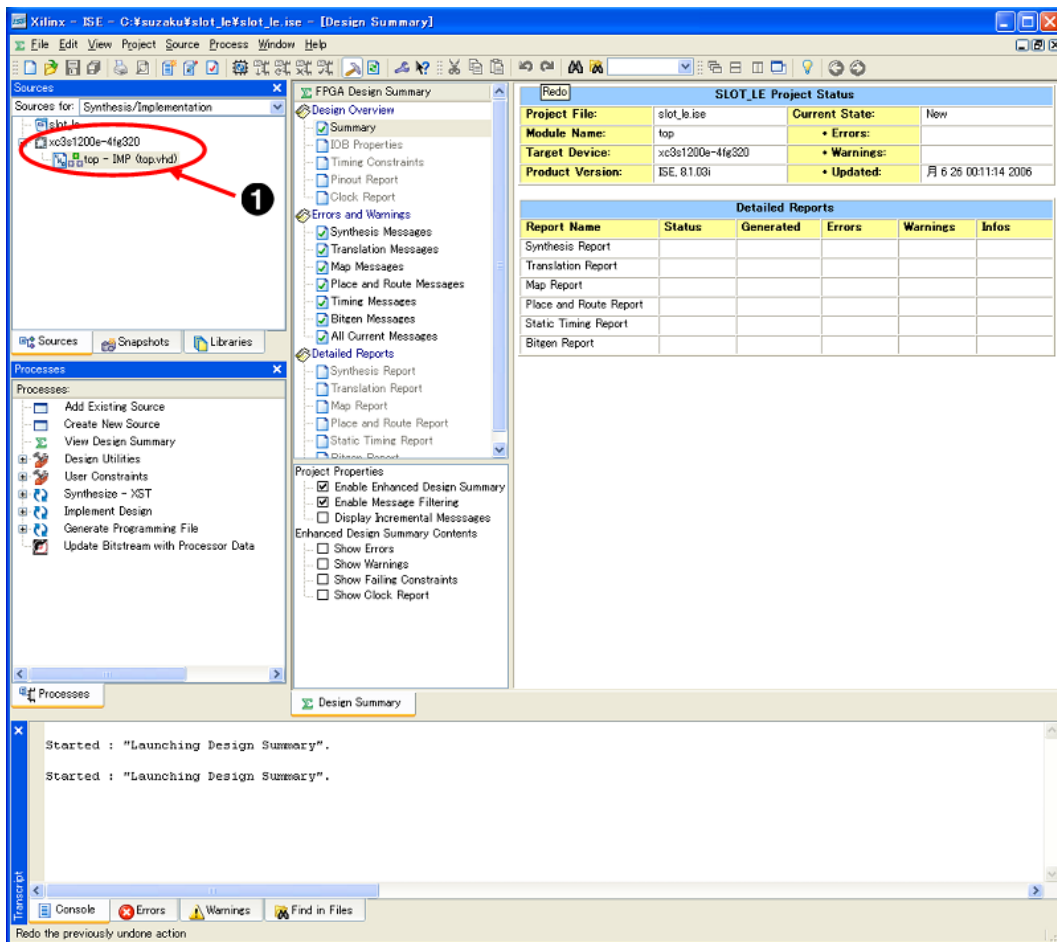 Xilinx - ISE - C:¥suzaku¥slot_le¥slot_le.ise - [Design Summary]
File Edit View Project Source Process Window Help
Sources
Sources for: Synthesis/Implementation
slot_le
xc3s1200e-4fg320
top - IMP (top.vhd)
1
Sources Snapshots Libraries
Processes
Processes:
Add Existing Source
Create New Source
View Design Summary
Design Utilities
User Constraints
Synthesize - XST
Implement Design
Generate Programming File
Update Bitstream with Processor Data
Processes
FPGA Design Summary
Design Overview
Summary
IOB Properties
Timing Constraints
Pinout Report
Clock Report
Errors and Warnings
Synthesis Messages
Translation Messages
Map Messages
Place and Route Messages
Timing Messages
Bitgen Messages
All Current Messages
Detailed Reports
Synthesis Report
Translation Report
Map Report
Place and Route Report
Static Timing Report
Bitgen Report
Project Properties
Enable Enhanced Design Summary
Enable Message Filtering
Display Incremental Messsages
Enhanced Design Summary Contents
Show Errors
Show Warnings
Show Failing Constraints
Show Clock Report
Design Summary
Redo
SLOT_LE Project Status
Project File: slot_le.ise Current State: New
Module Name: top • Errors:
Target Device: xc3s1200e-4fg320 • Warnings:
Product Version: ISE, 8.1.03i • Updated: 月 6 26 00:11:14 2006
Detailed Reports
Report Name Status Generated Errors Warnings Infos
Synthesis Report
Translation Report
Map Report
Place and Route Report
Static Timing Report
Bitgen Report
Started : "Launching Design Summary".
Started : "Launching Design Summary".
Transcript
Console Errors Warnings Find in Files
Redo the previously undone action